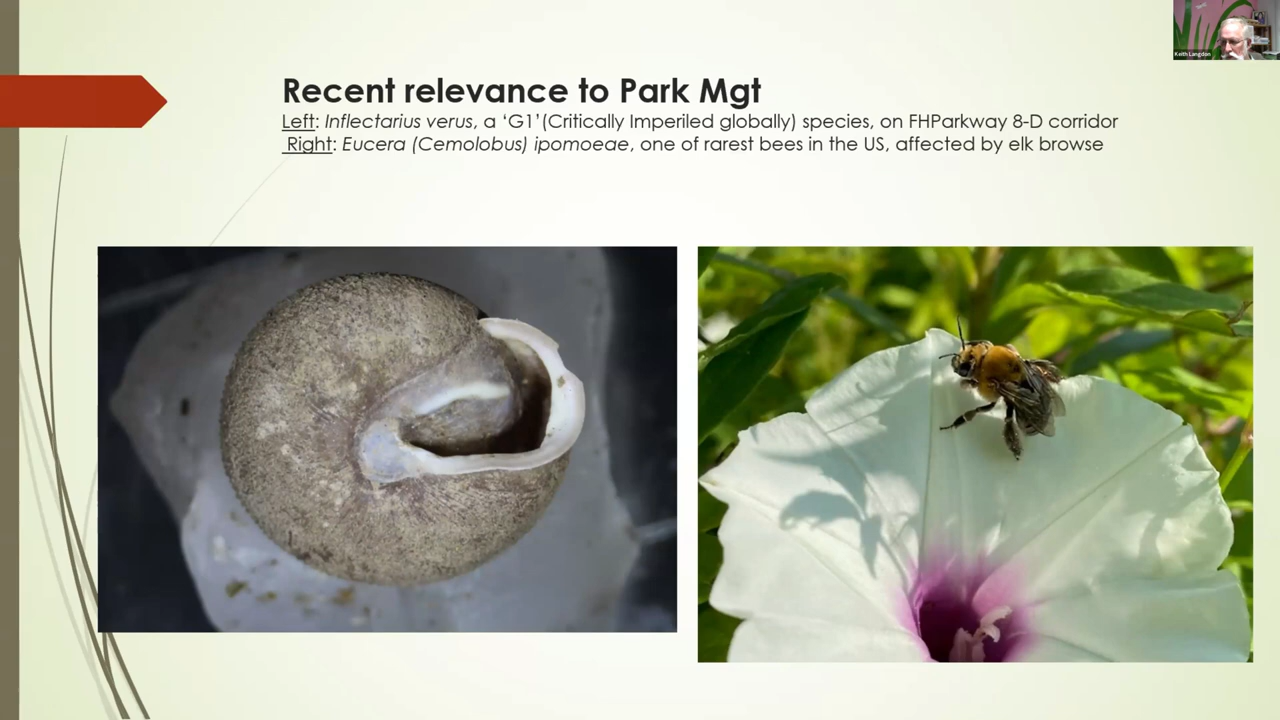 Keith Langdon
Recent relevance to Park Mgt
Left: Inflectarius verus, a ‘G1’(Critically Imperiled globally) species, on FHParkway 8-D corridor
Right: Eucera (Cemolobus) ipomoeae, one of rarest bees in the US, affected by elk browse